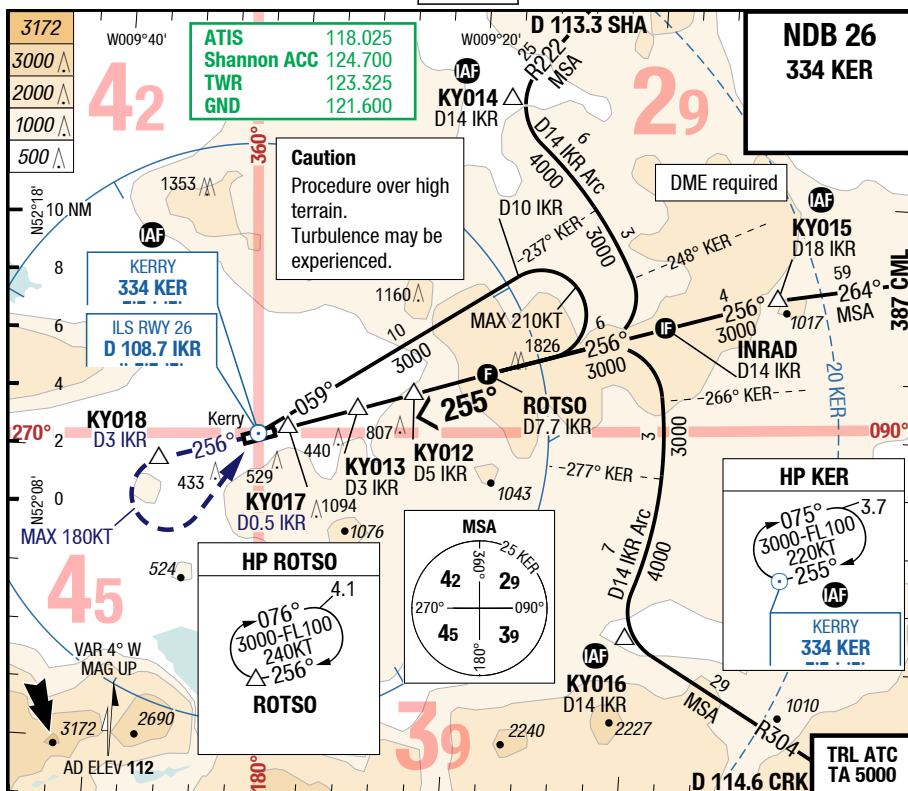 3172
3000
2000
1000
500
W009°40'
ATIS 118.025
Shannon ACC 124.700
TWR 123.325
GND 121.600
W009°20'
D 113.3 SHA
25
R222
MSA
NDB 26
334 KER
42
29
IAF
KY014
D14 IKR
360°
Caution
Procedure over high
terrain.
Turbulence may be
experienced.
D14 IKR Arc
6
4000
DME required
1353
N52°18'
10 NM
D10 IKR
237° KER
3
3000
248° KER
IAF
KY015
D18 IKR
59
264°
MSA
387 CML
IAF
KERRY
334 KER
ILS RWY 26
D 108.7 IKR
8
6
4
2
0
1160
MAX 210KT
10
3000
1826
6
256°
3000
4
256°
3000
1017
IF
INRAD
D14 IKR
20 KER
059°
F
255°
ROTSO
D7.7 IKR
266° KER
KY018
D3 IKR
Kerry
256°
270°
090°
807
440
KY012
D5 IKR
KY013
D3 IKR
3
3000
277° KER
433
529
KY017
D0.5 IKR
1094
1043
N52°08'
MAX 180KT
1076
HP KER
075°
3.7
3000-FL100
220KT
255°
IAF
KERRY
334 KER
MSA
25 KER
360°
42
29
270°
090°
45
39
180°
7
D14 IKR Arc
4000
524
45
HP ROTSO
4.1
076°
3000-FL100
240KT
256°
ROTSO
VAR 4° W
MAG UP
IAF
KY016
D14 IKR
29
MSA
R304
1010
3172
2690
2240
2227
39
AD ELEV 112
180°
D 114.6 CRK
TRL ATC
TA 5000